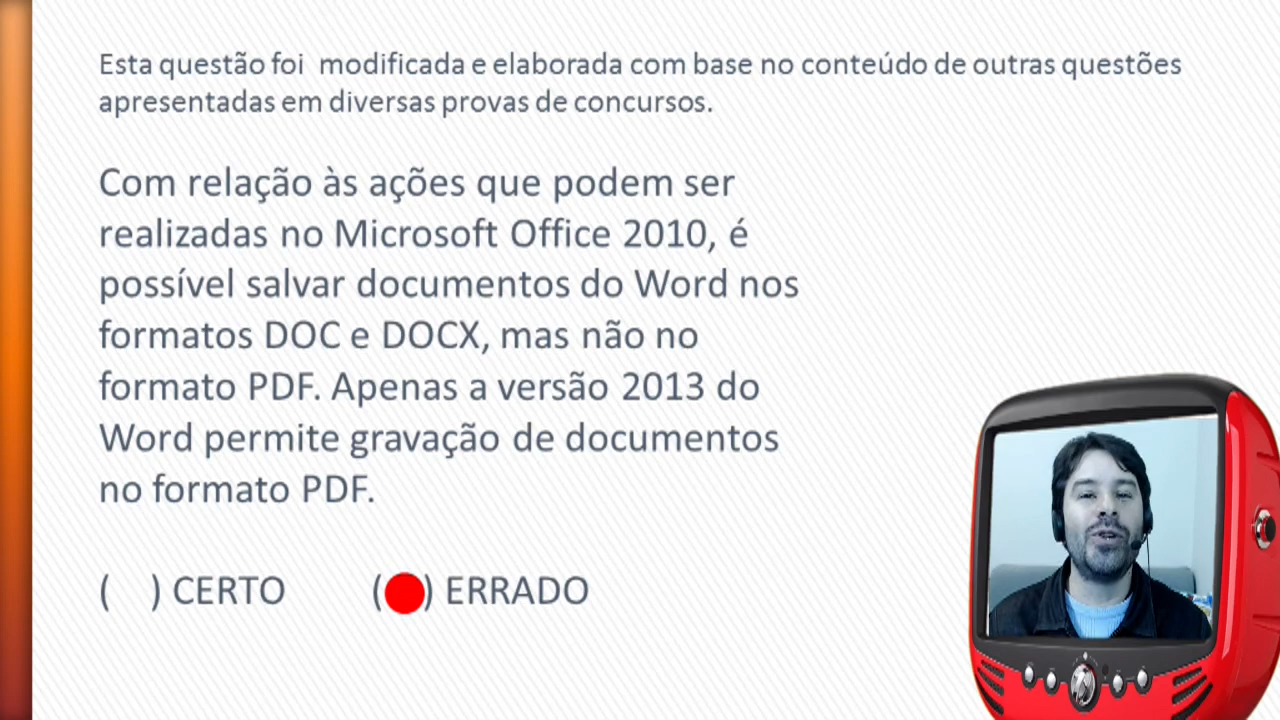 Esta questão foi modificada e elaborada com base no conteúdo de outras questões
apresentadas em diversas provas de concursos.
Com relação às ações que podem ser
realizadas no Microsoft Office 2010, é
possível salvar documentos do Word nos
formatos DOC e DOCX, mas não no
formato PDF. Apenas a versão 2013 do
Word permite gravação de documentos
no formato PDF.
( ) CERTO ( ) ERRADO